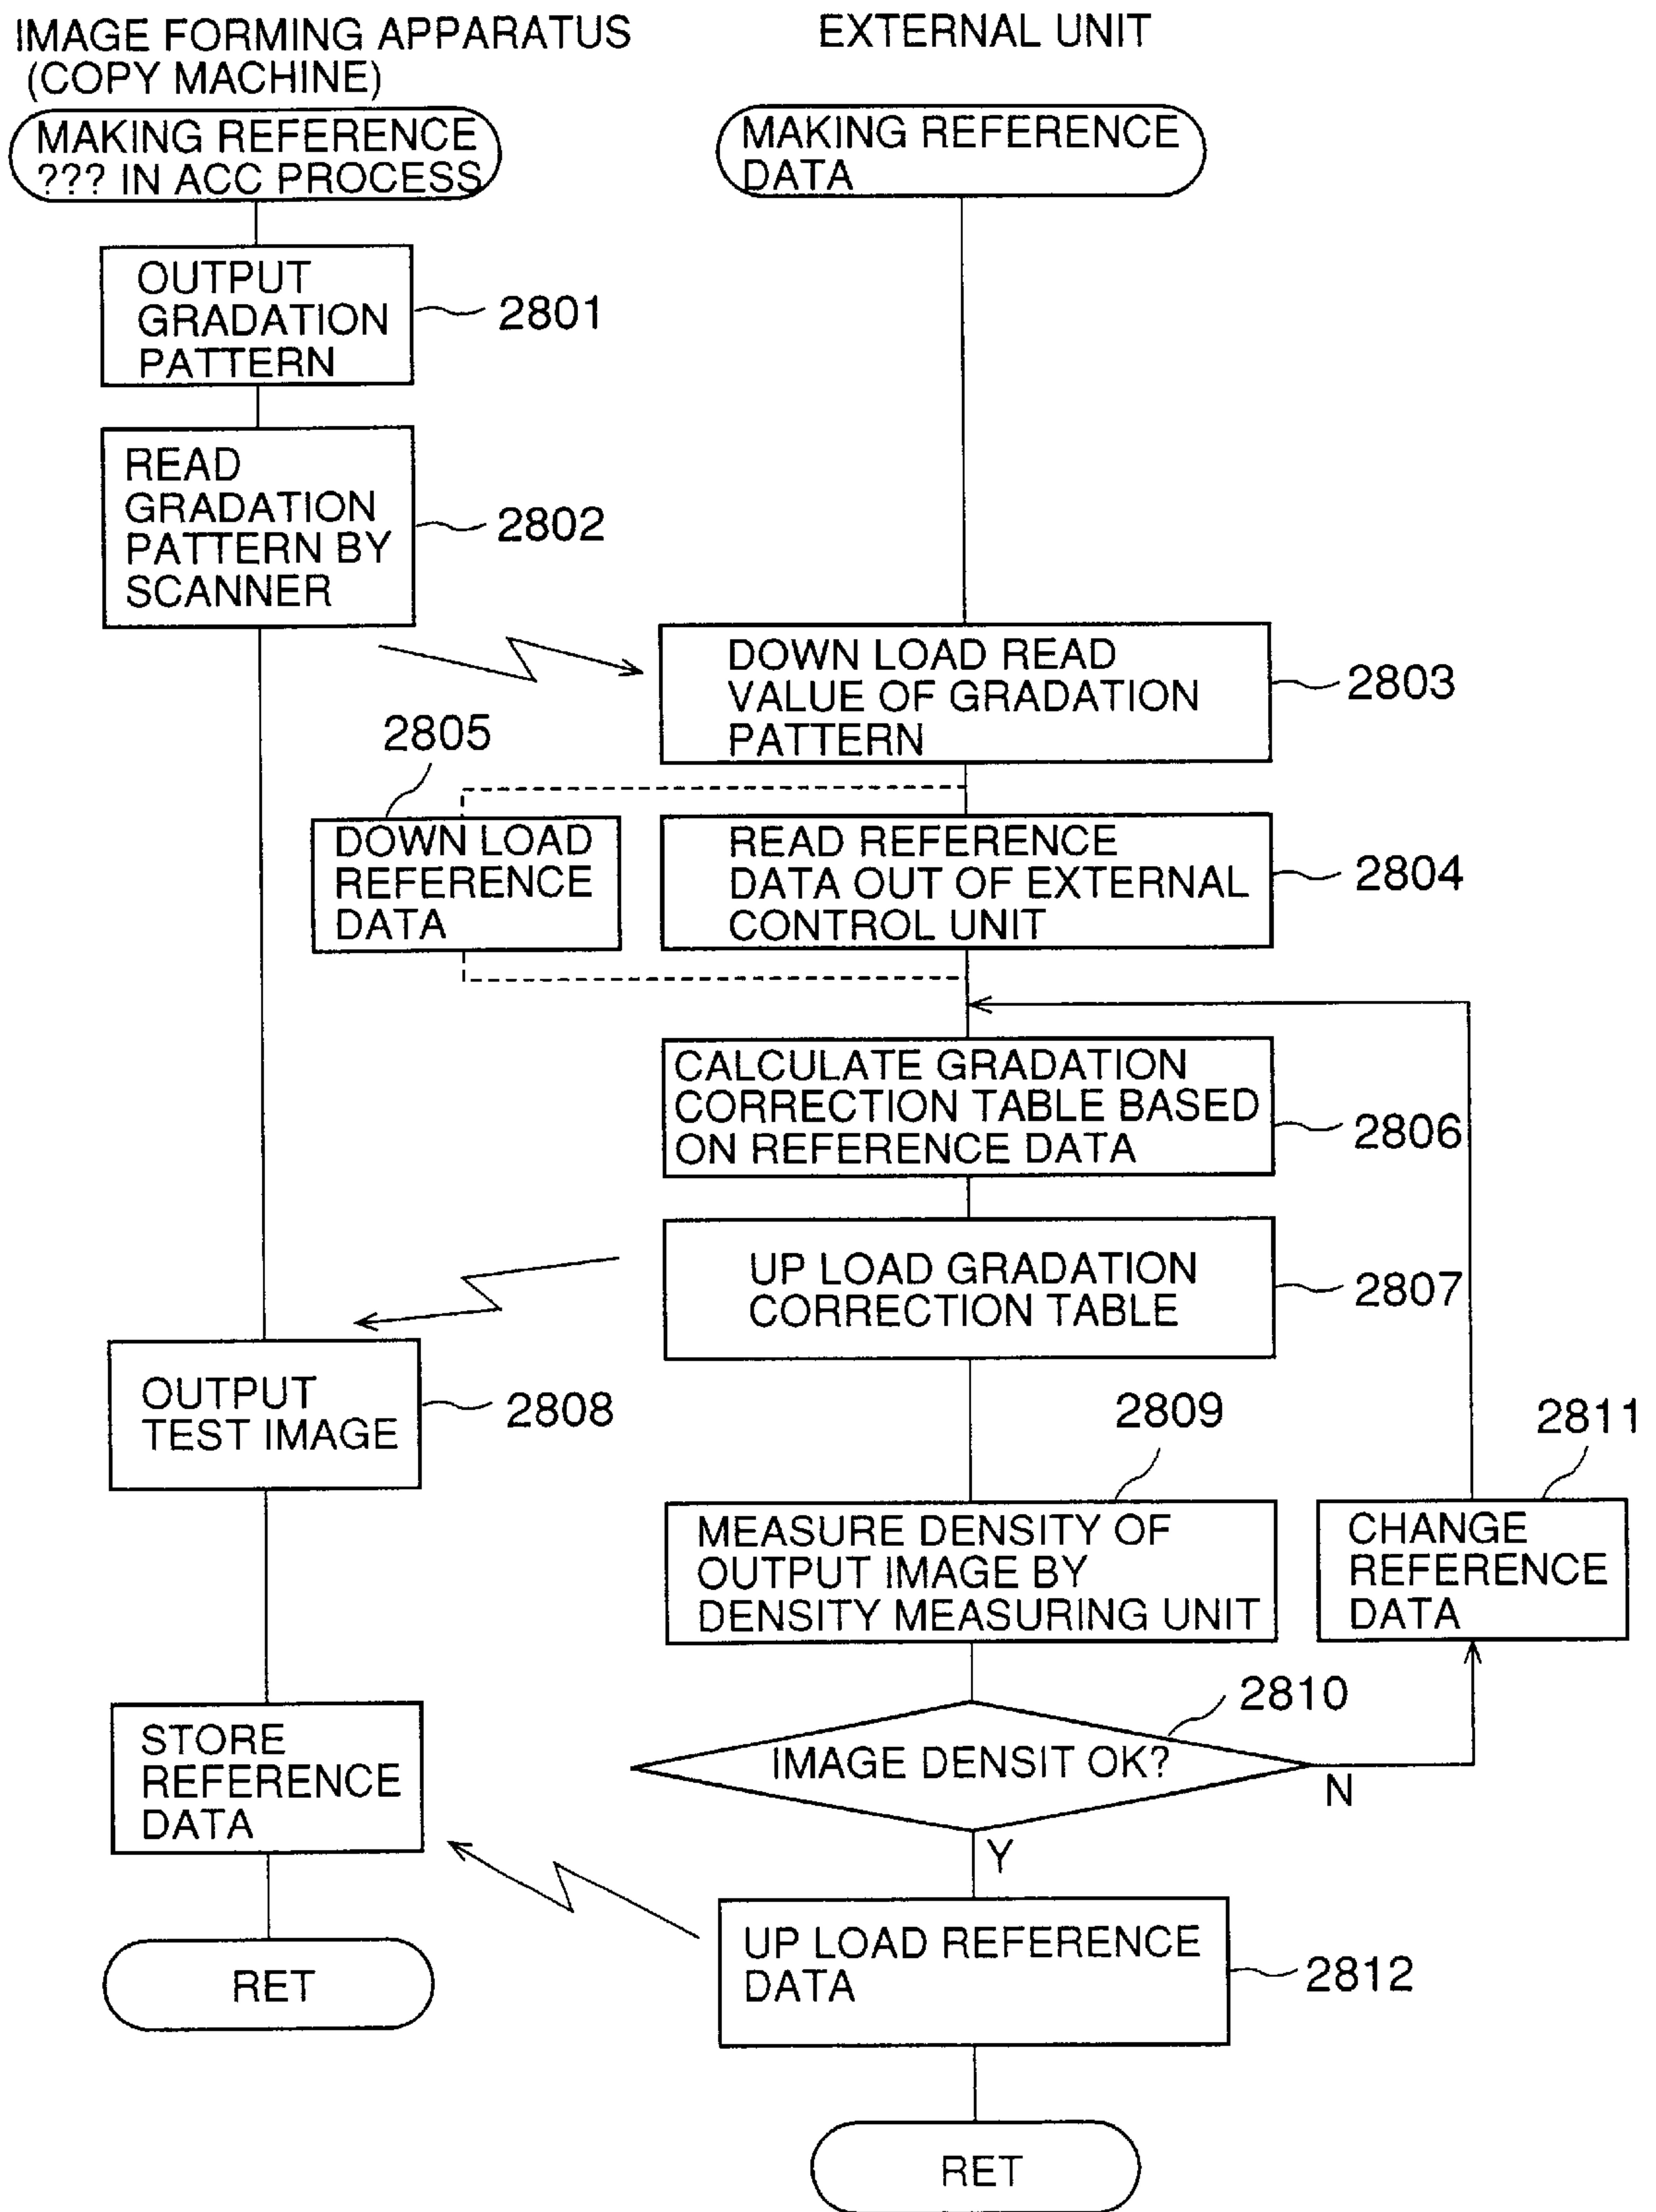 IMAGE FORMING APPARATUS
(COPY MACHINE)
EXTERNAL UNIT
MAKING REFERENCE
??? IN ACC PROCESS
MAKING REFERENCE
DATA
OUTPUT
GRADATION
PATTERN
2801
READ
GRADATION
PATTERN BY
SCANNER
2802
DOWN LOAD READ
VALUE OF GRADATION
PATTERN
2803
2805
DOWN LOAD
REFERENCE
DATA
READ REFERENCE
DATA OUT OF EXTERNAL
CONTROL UNIT
2804
CALCULATE GRADATION
CORRECTION TABLE BASED
ON REFERENCE DATA
2806
UP LOAD GRADATION
CORRECTION TABLE
2807
OUTPUT
TEST IMAGE
2808
2809
MEASURE DENSITY OF
OUTPUT IMAGE BY
DENSITY MEASURING UNIT
2811
CHANGE
REFERENCE
DATA
2810
IMAGE DENSIT OK?
N
Y
STORE
REFERENCE
DATA
UP LOAD REFERENCE
DATA
2812
RET
RET